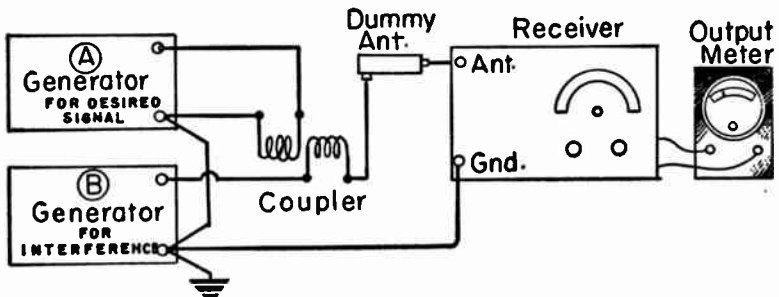 A
Generator
FOR DESIRED
SIGNAL
B
Generator
FOR
INTERFERENCE
Coupler
Dummy
Ant.
Receiver
Ant.
Gnd.
Output
Meter